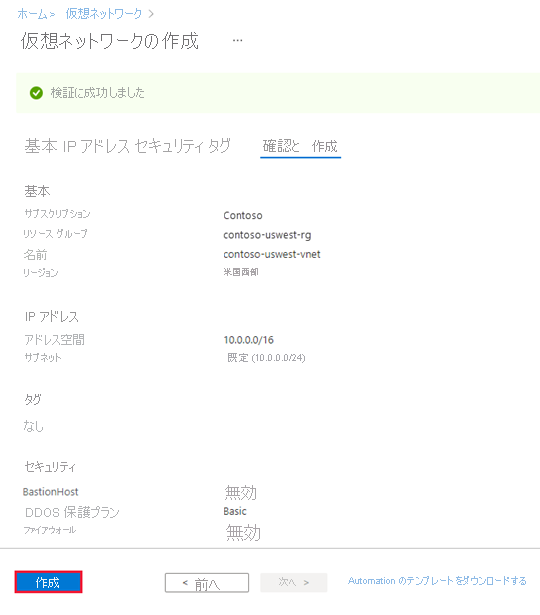 ホーム> 仮想ネットワーク >
仮想ネットワークの作成 ...
検証に成功しました
基本 IP アドレス セキュリティ タグ 確認と 作成
基本
サブスクリプション Contoso
リソース グループ contoso-uswest-rg
名前 contoso-uswest-vnet
リージョン 米国西部
IP アドレス
アドレス空間 10.0.0.0/16
サブネット 既定 (10.0.0.0/24)
タグ
なし
セキュリティ
BastionHost 無効
DDOS 保護プラン Basic
ファイアウォール 無効
作成 < 前へ 次へ > Automation のテンプレートをダウンロードする